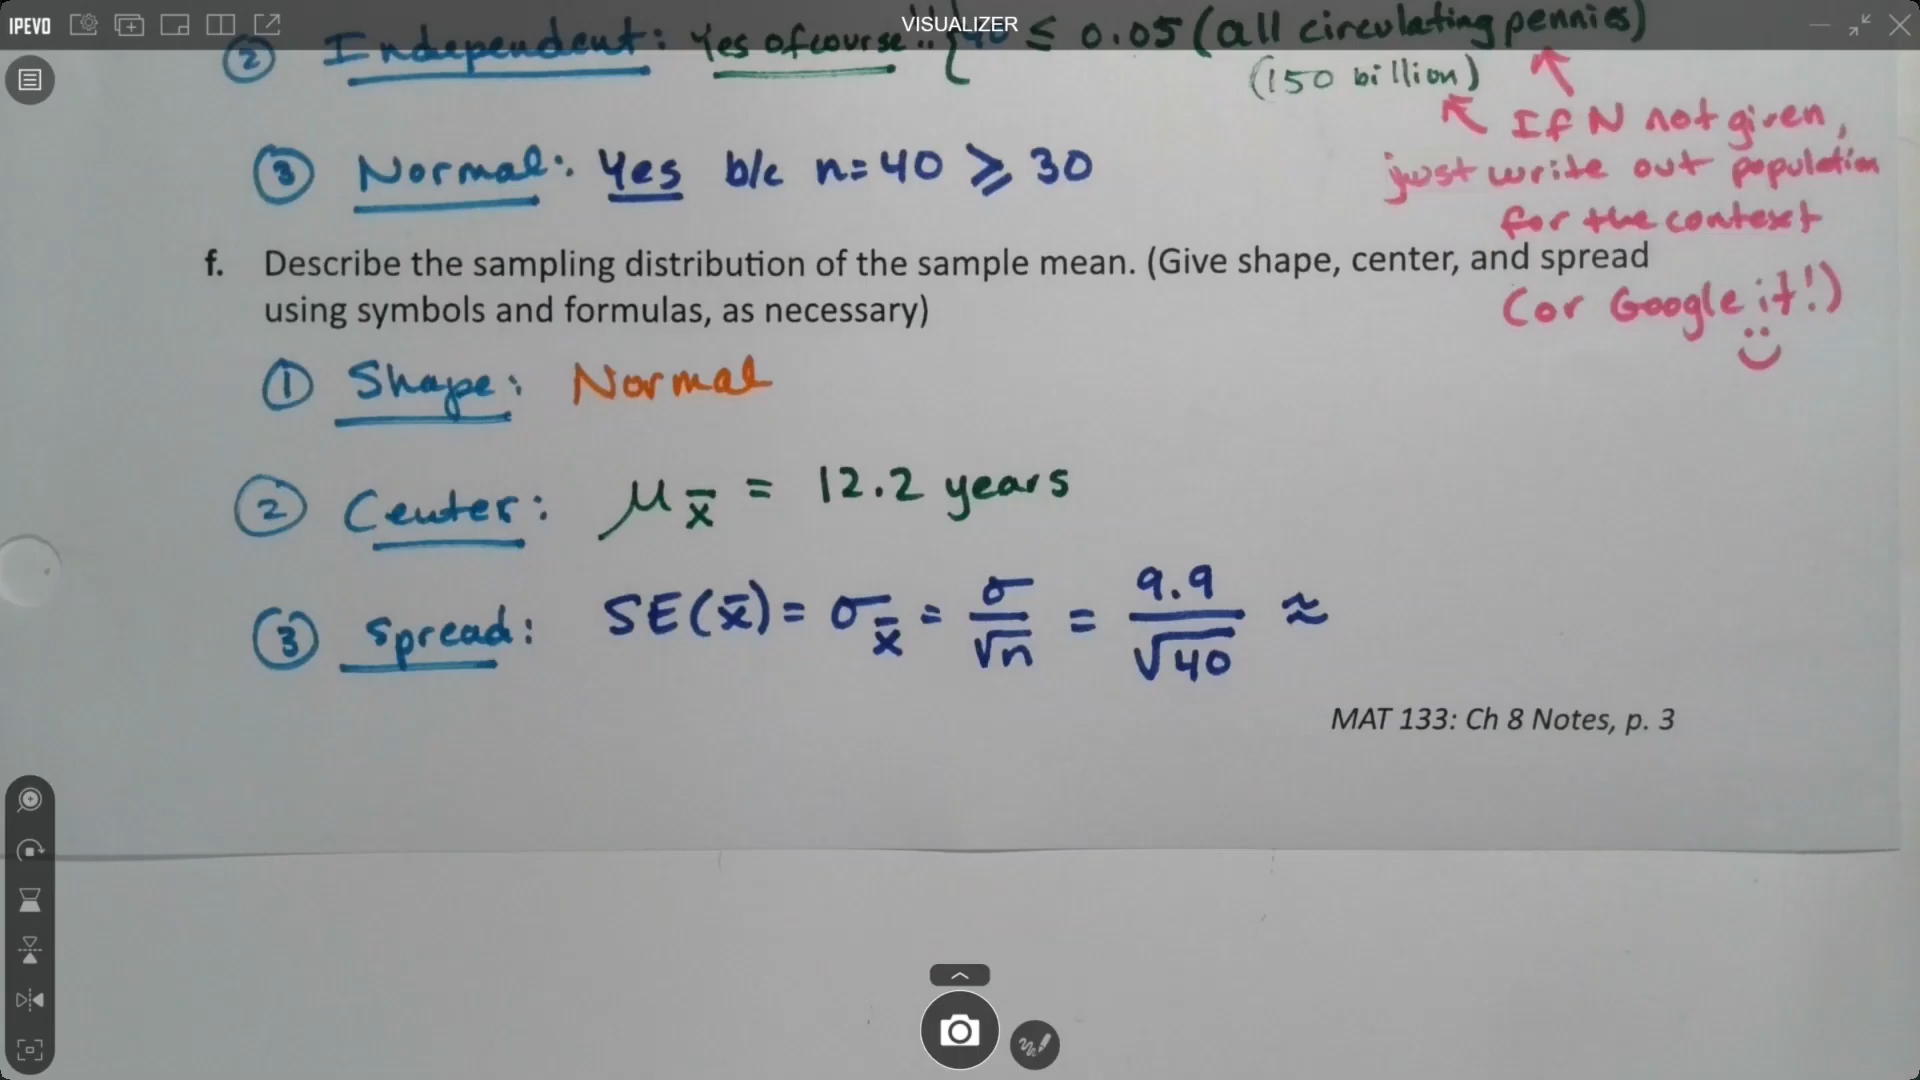 IPEVO
VISUALIZER
② Independent: Yes of course!! { 40 ≤ 0.05 (all circulating pennies)
(150 billion)
If N not given,
just write out population
for the context
(or Google it!)
③ Normal: Yes b/c n=40 ≥ 30
f. Describe the sampling distribution of the sample mean. (Give shape, center, and spread
using symbols and formulas, as necessary)
① Shape: Normal
② Center: μx̄ = 12.2 years
③ Spread: SE(x̄) = σx̄ = σ/√n = 9.9/√40 ≈
MAT 133: Ch 8 Notes, p. 3